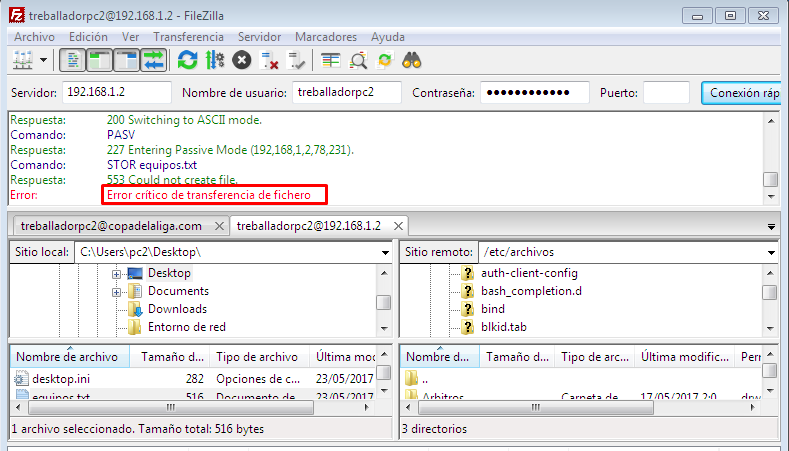 treballadorpc2@192.168.1.2 - FileZilla
Archivo Edición Ver Transferencia Servidor Marcadores Ayuda
Servidor: 192.168.1.2 Nombre de usuario: treballadorpc2 Contraseña: ●●●●●●●●●●●● Puerto: Conexión ráp
Respuesta: 200 Switching to ASCII mode.
Comando: PASV
Respuesta: 227 Entering Passive Mode (192,168,1,2,78,231).
Comando: STOR equipos.txt
Respuesta: 553 Could not create file.
Error: Error crítico de transferencia de fichero
treballadorpc2@copadelaliga.com treballadorpc2@192.168.1.2
Sitio local: C:\Users\pc2\Desktop\ Sitio remoto: /etc/archivos
Desktop auth-client-config
Documents bash_completion.d
Downloads bind
Entorno de red blkid.tab
Nombre de archivo Tamaño d... Tipo de archivo Última mo Nombre d... Tamaño d... Tipo de arc... Última modific... Perr
desktop.ini 282 Opciones de c... 23/05/2017 ..
equipos.txt 516 Documento de 23/05/2017 Arbitros Carpeta de 17/05/2017 2:0 drw
1 archivo seleccionado. Tamaño total: 516 bytes 3 directorios